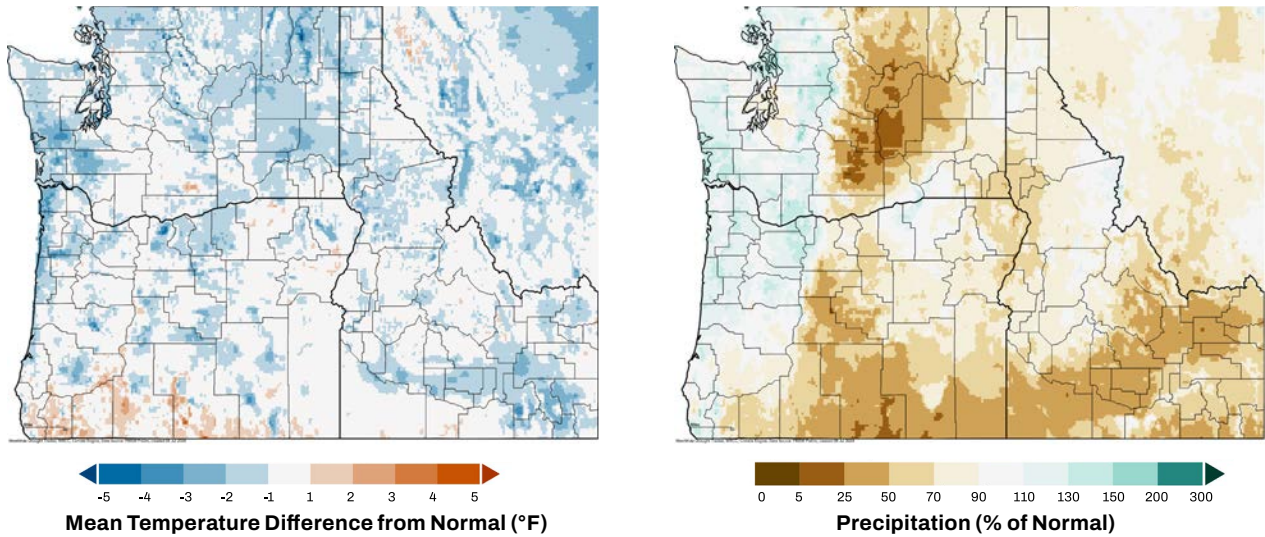 -5 -4 -3 -2 -1 1 2 3 4 5
Mean Temperature Difference from Normal (°F)
0 5 25 50 70 90 110 130 150 200 300
Precipitation (% of Normal)